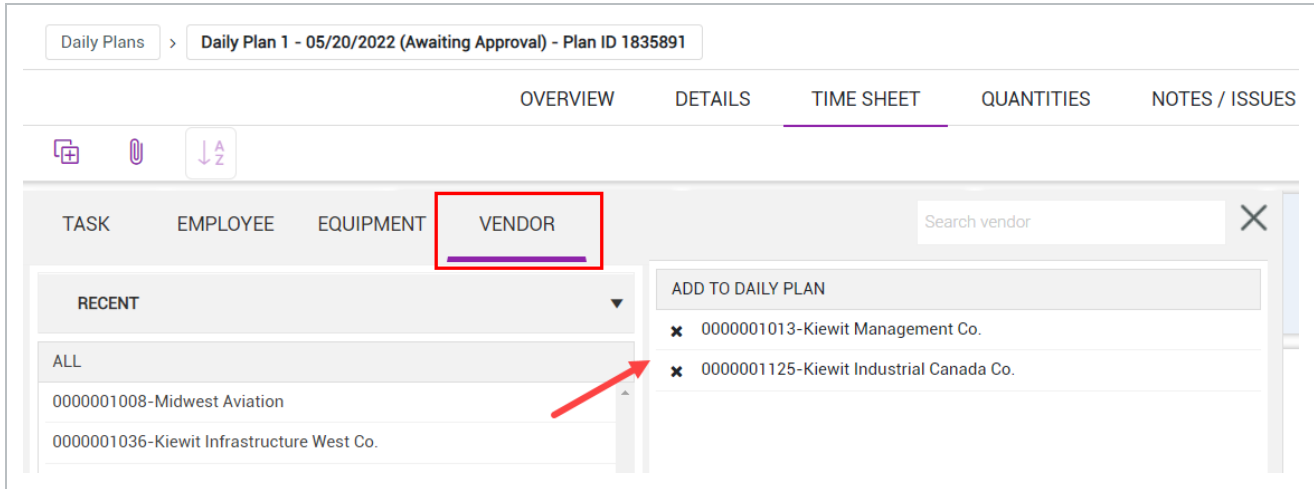 Daily Plans > Daily Plan 1 - 05/20/2022 (Awaiting Approval) - Plan ID 1835891
OVERVIEW DETAILS TIME SHEET QUANTITIES NOTES / ISSUES
A
Z
TASK EMPLOYEE EQUIPMENT VENDOR Search vendor
RECENT
ALL
0000001008-Midwest Aviation
0000001036-Kiewit Infrastructure West Co.
ADD TO DAILY PLAN
0000001013-Kiewit Management Co.
0000001125-Kiewit Industrial Canada Co.